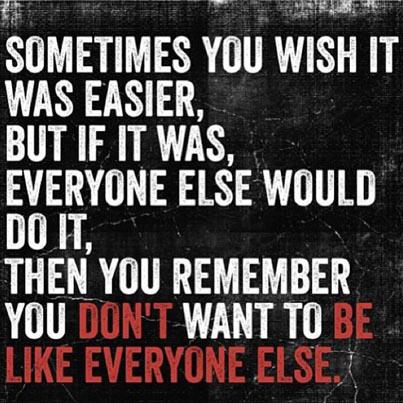 SOMETIMES YOU WISH IT
WAS EASIER,
BUT IF IT WAS,
EVERYONE ELSE WOULD
DO IT,
THEN YOU REMEMBER
YOU DON'T WANT TO BE
LIKE EVERYONE ELSE.